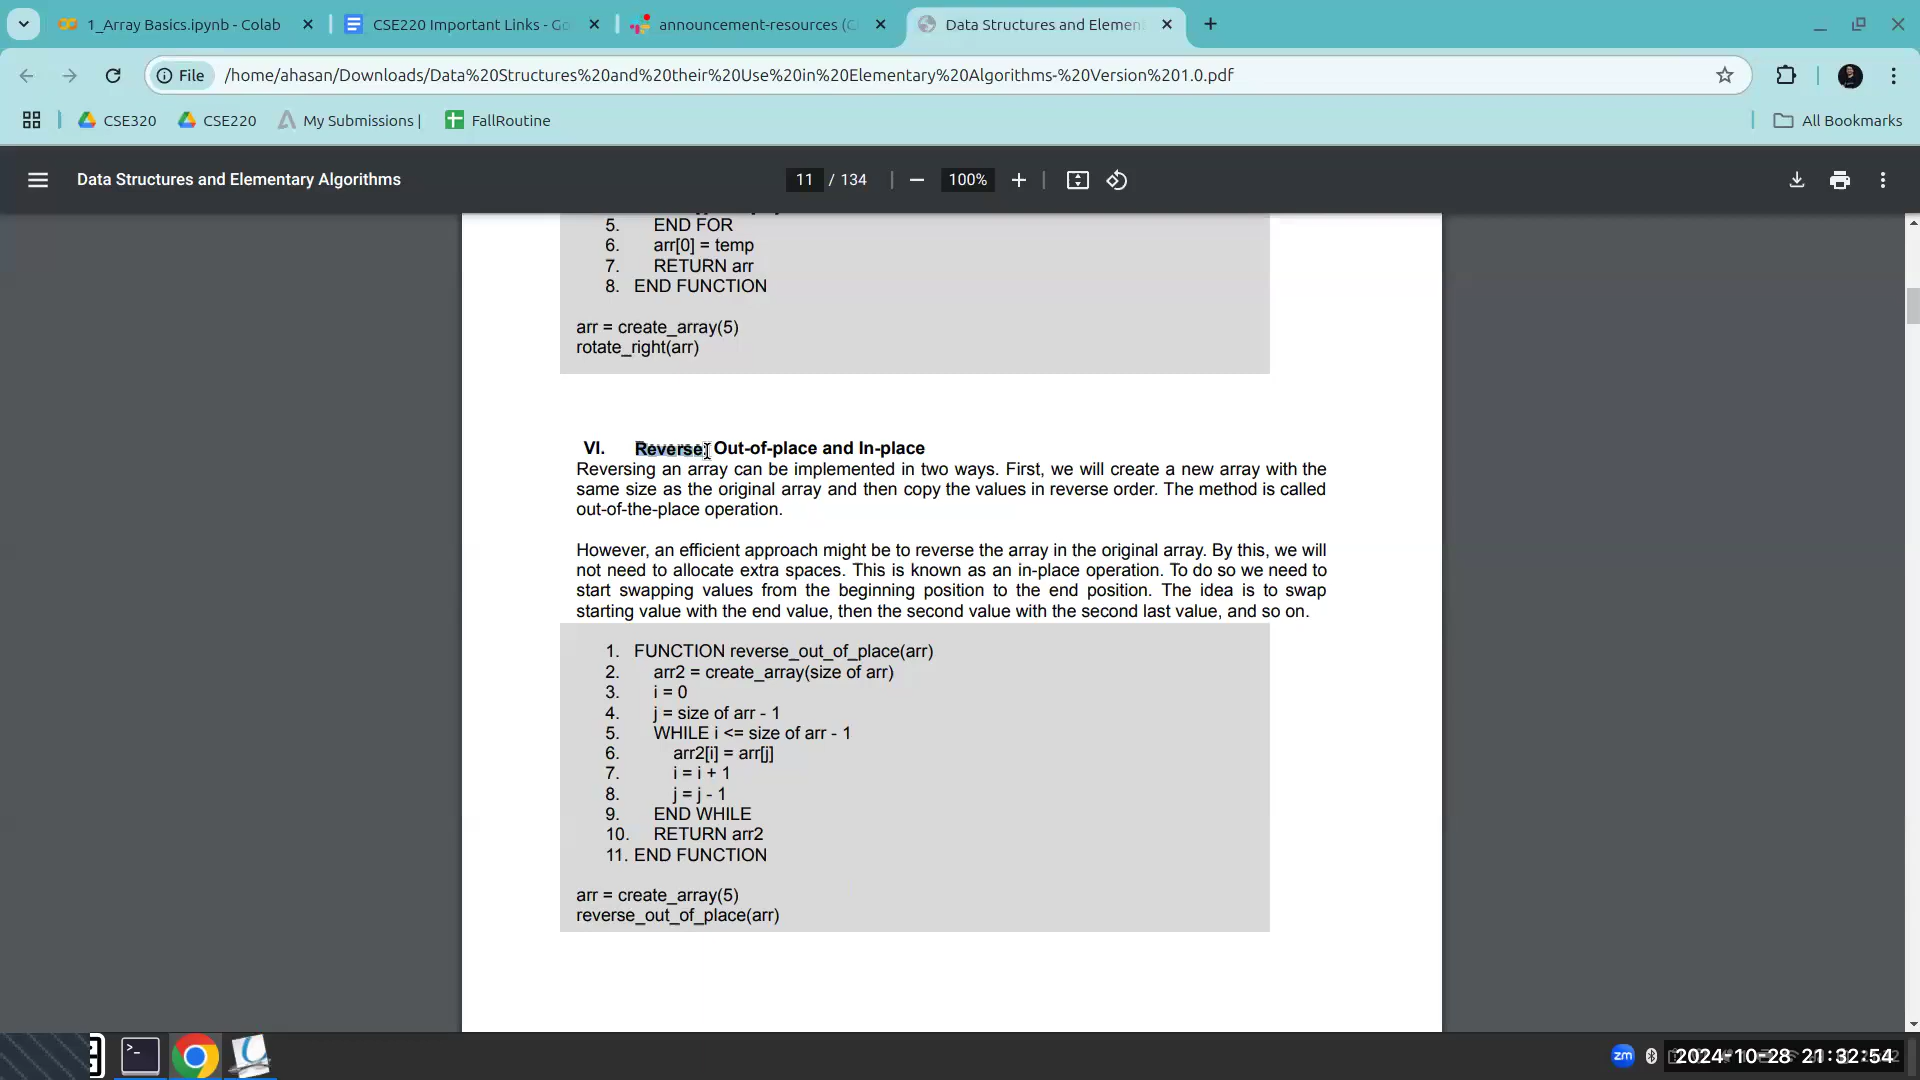 1_Array Basics.ipynb - Colab
CSE220 Important Links - Go
announcement-resources (C
Data Structures and Elemen
File
/home/ahasan/Downloads/Data%20Structures%20and%20their%20Use%20in%20Elementary%20Algorithms-%20Version%201.0.pdf
CSE320
CSE220
My Submissions |
FallRoutine
All Bookmarks
Data Structures and Elementary Algorithms
11 / 134
100%
5. END FOR
6. arr[0] = temp
7. RETURN arr
8. END FUNCTION
arr = create_array(5)
rotate_right(arr)
VI. Reverse: Out-of-place and In-place
Reversing an array can be implemented in two ways. First, we will create a new array with the
same size as the original array and then copy the values in reverse order. The method is called
out-of-the-place operation.
However, an efficient approach might be to reverse the array in the original array. By this, we will
not need to allocate extra spaces. This is known as an in-place operation. To do so we need to
start swapping values from the beginning position to the end position. The idea is to swap
starting value with the end value, then the second value with the second last value, and so on.
1. FUNCTION reverse_out_of_place(arr)
2. arr2 = create_array(size of arr)
3. i = 0
4. j = size of arr - 1
5. WHILE i <= size of arr - 1
6. arr2[i] = arr[j]
7. i = i + 1
8. j = j - 1
9. END WHILE
10. RETURN arr2
11. END FUNCTION
arr = create_array(5)
reverse_out_of_place(arr)
zm
2024-10-28 21:32:54